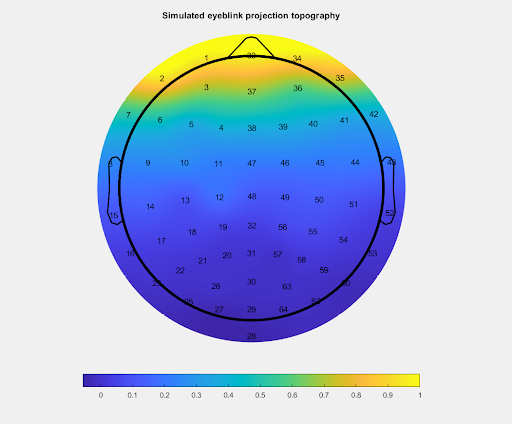 Simulated eyeblink projection topography
33
1 34
2 35
3 37 36
7 42
6 5 4 38 39 40 41
9 10 11 47 46 45 44 43
14 13 12 48 49 50 51
15 52
17 18 19 32 56 55 54
16 21 20 31 57 58 53
22 59
26 30 63
27 29 64
28
0 0.1 0.2 0.3 0.4 0.5 0.6 0.7 0.8 0.9 1